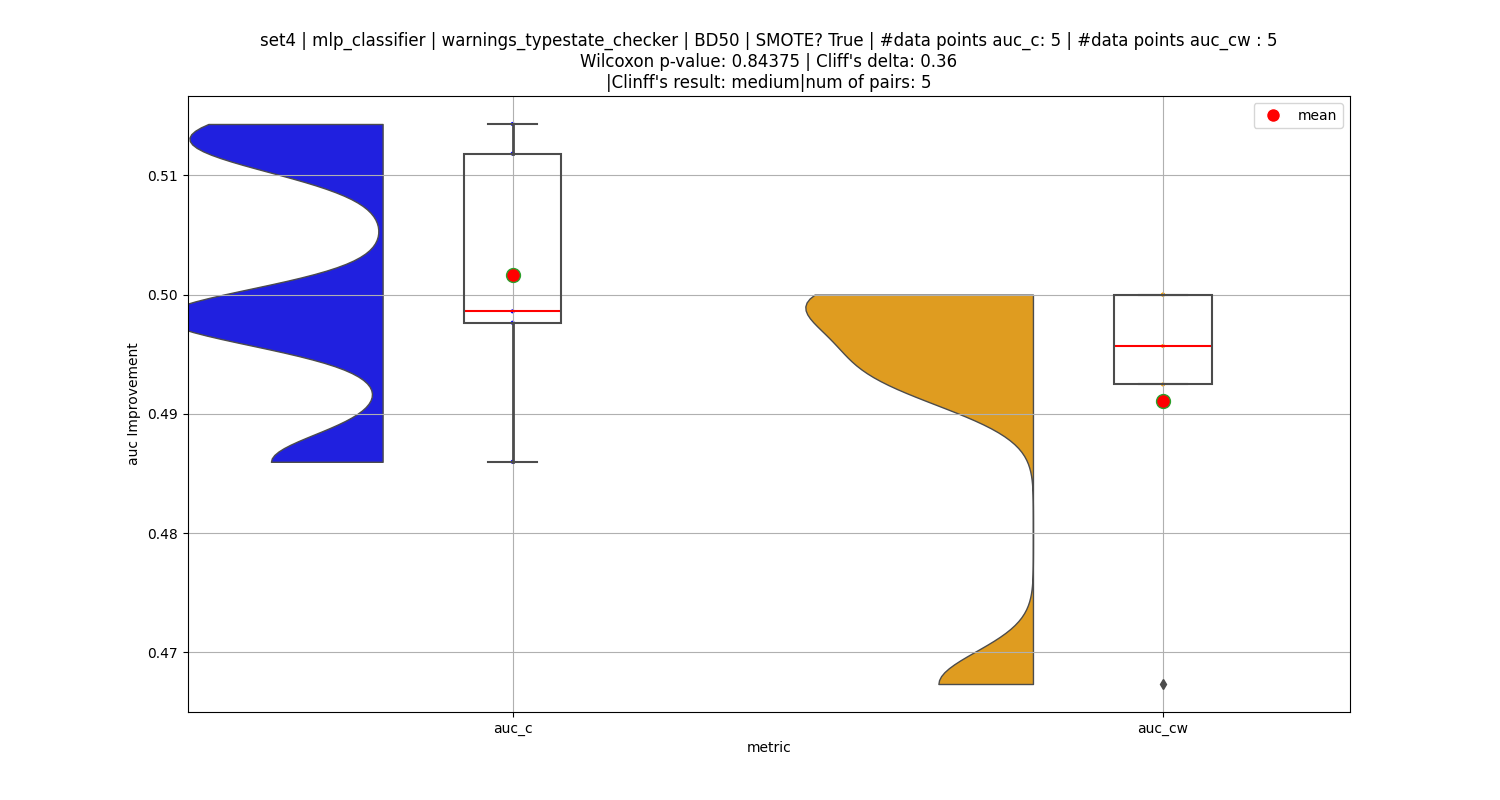 set4 | mlp_classifier | warnings_typestate_checker | BD50 | SMOTE? True | #data points auc_c: 5 | #data points auc_cw : 5
Wilcoxon p-value: 0.84375 | Cliff's delta: 0.36
|Clinff's result: medium|num of pairs: 5
mean
0.51
0.50
0.49
0.48
0.47
auc Improvement
auc_c
auc_cw
metric